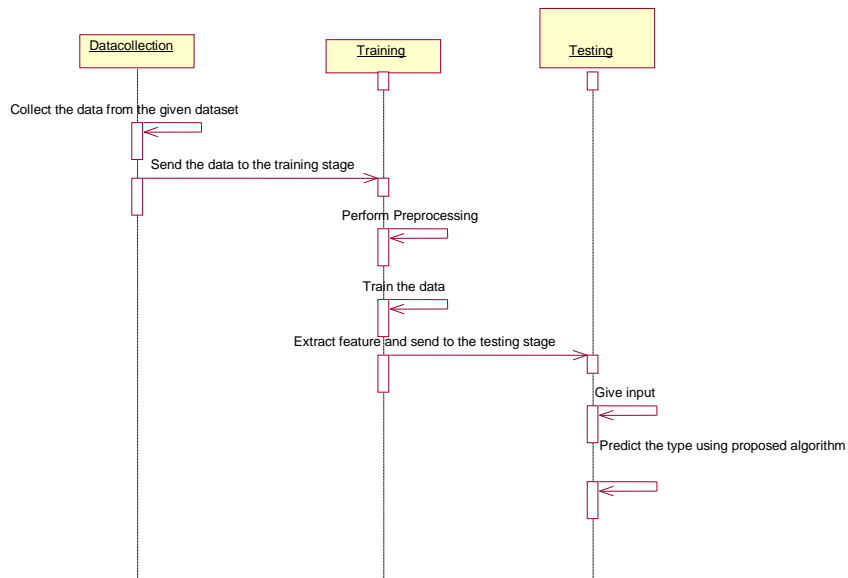 Datacollection
Training
Testing
Collect the data from the given dataset
Send the data to the training stage
Perform Preprocessing
Train the data
Extract feature and send to the testing stage
Give input
Predict the type using proposed algorithm